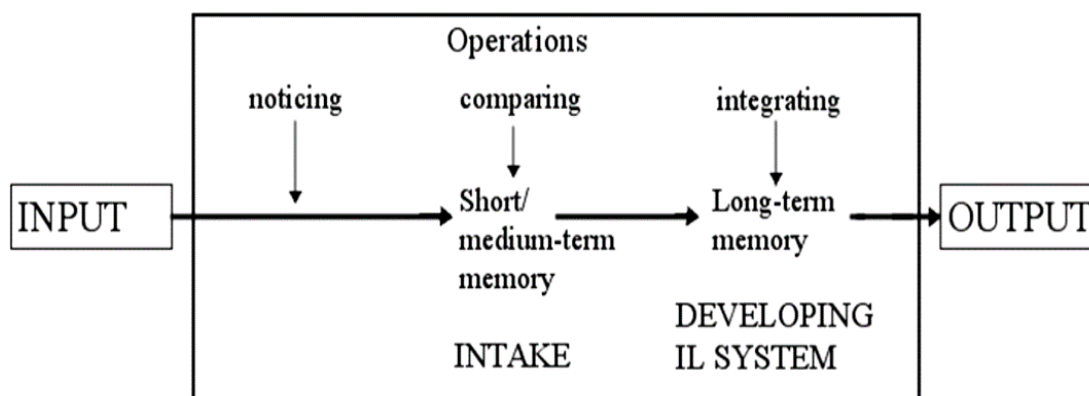 Operations
noticing
comparing
integrating
INPUT
Short/
medium-term
memory
Long-term
memory
OUTPUT
INTAKE
DEVELOPING
IL SYSTEM